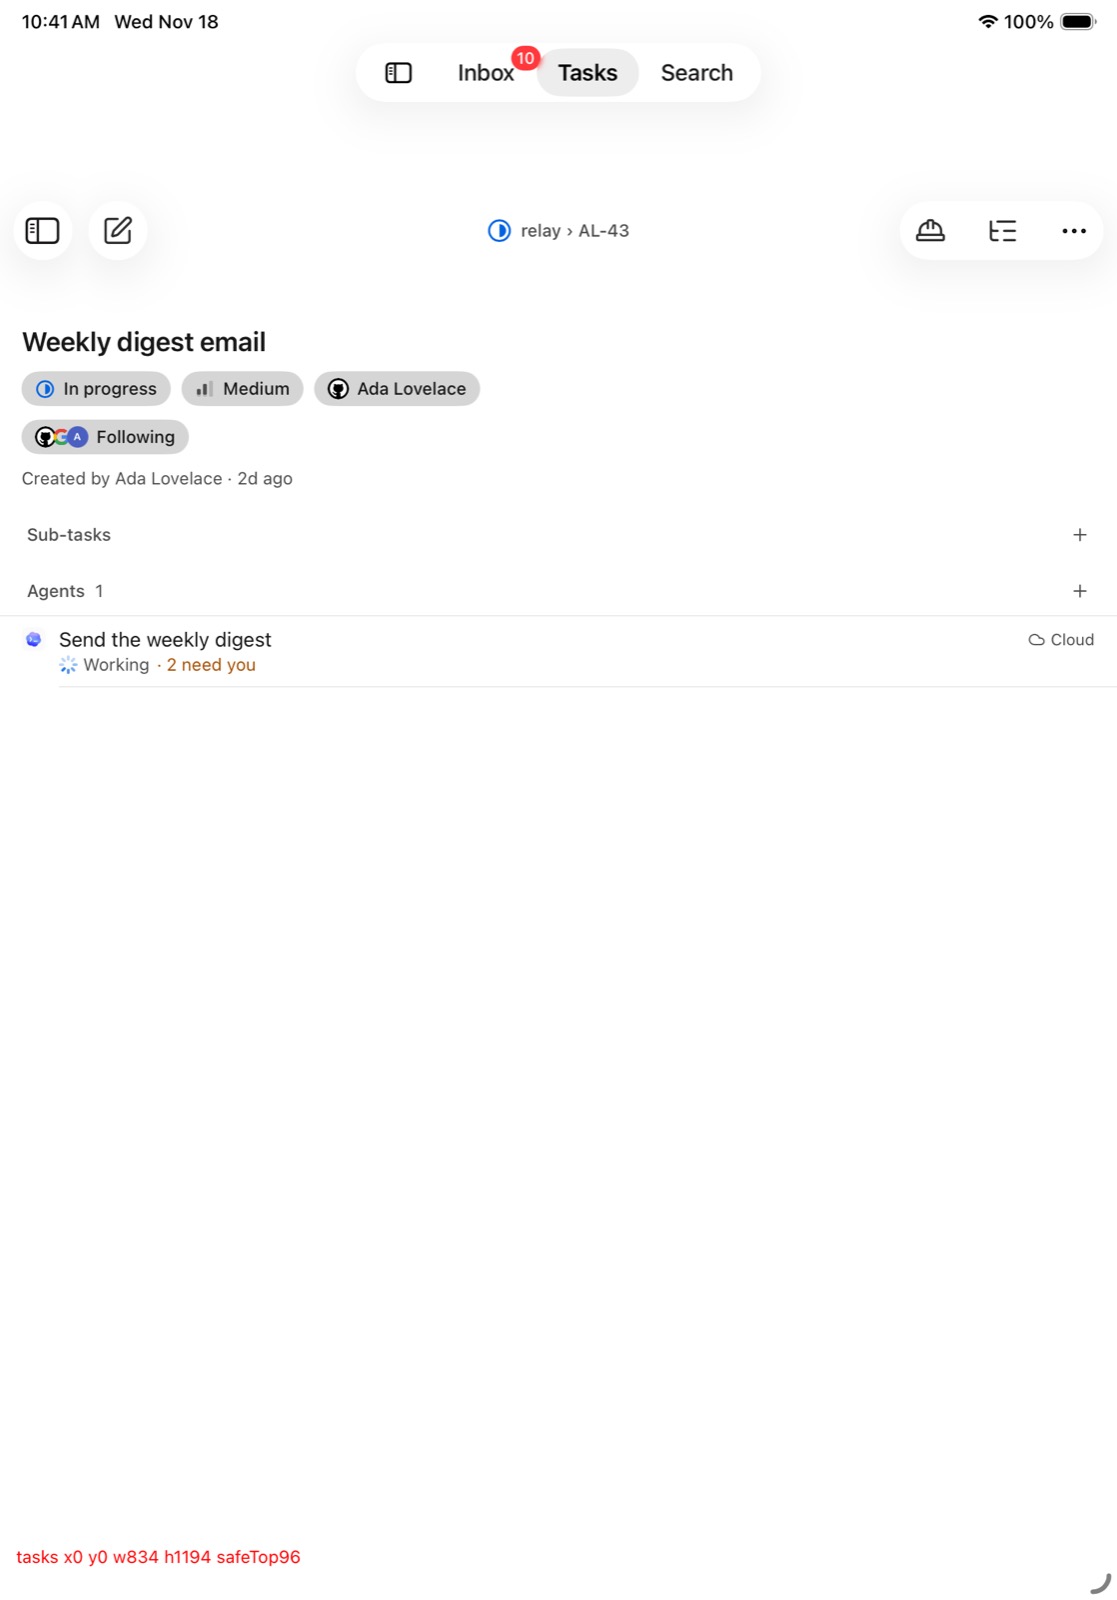 10:41 AM Wed Nov 18
100%
Inbox 10 Tasks Search
relay › AL-43
Weekly digest email
In progress Medium Ada Lovelace
A Following
Created by Ada Lovelace · 2d ago
Sub-tasks
Agents 1
Send the weekly digest Cloud
Working · 2 need you
tasks x0 y0 w834 h1194 safeTop96